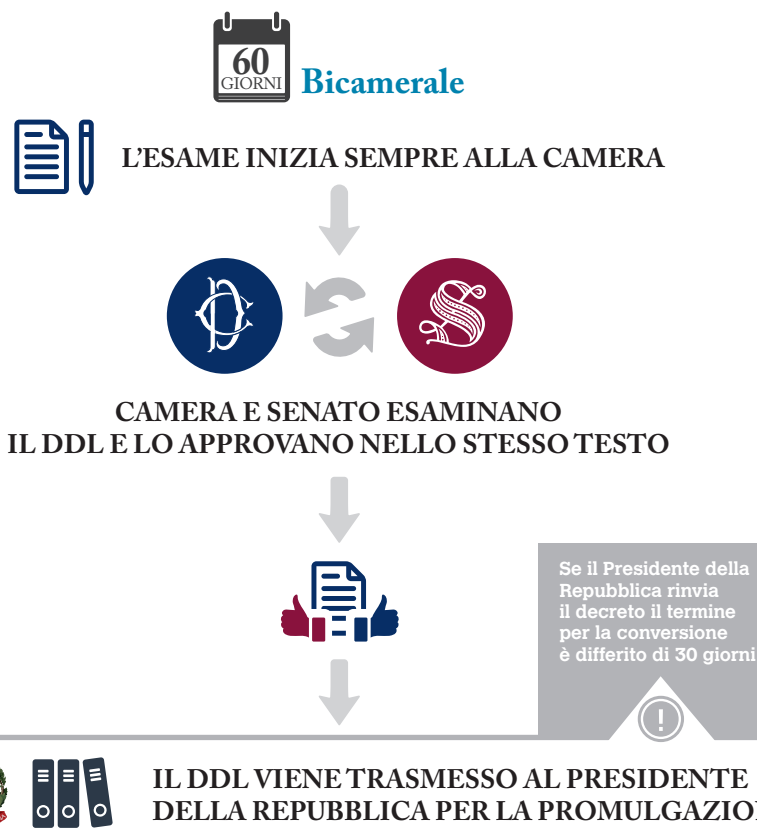 60
GIORNI
Bicamerale
L'ESAME INIZIA SEMPRE ALLA CAMERA
CAMERA E SENATO ESAMINANO
IL DDL E LO APPROVANO NELLO STESSO TESTO
Se il Presidente della
Repubblica rinvia
il decreto il termine
per la conversione
è differito di 30 giorni
!
IL DDL VIENE TRASMESSO AL PRESIDENTE
DELLA REPUBBLICA PER LA